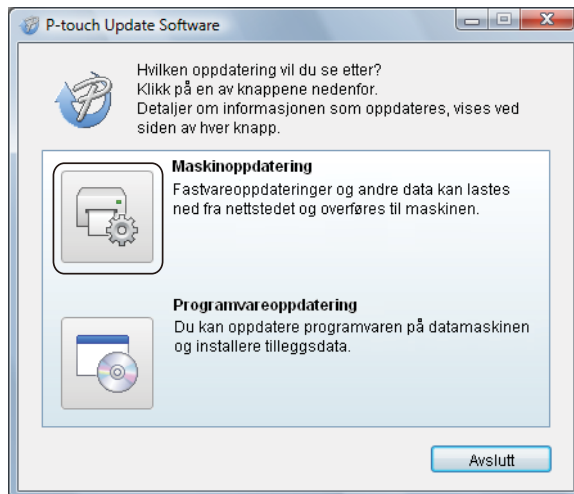 P-touch Update Software
Hvilken oppdatering vil du se etter?
Klikk på en av knappene nedenfor.
Detaljer om informasjonen som oppdateres, vises ved
siden av hver knapp.
Maskinoppdatering
Fastvareoppdateringer og andre data kan lastes
ned fra nettstedet og overføres til maskinen.
Programvareoppdatering
Du kan oppdatere programvaren på datamaskinen
og installere tilleggsdata.
Avslutt